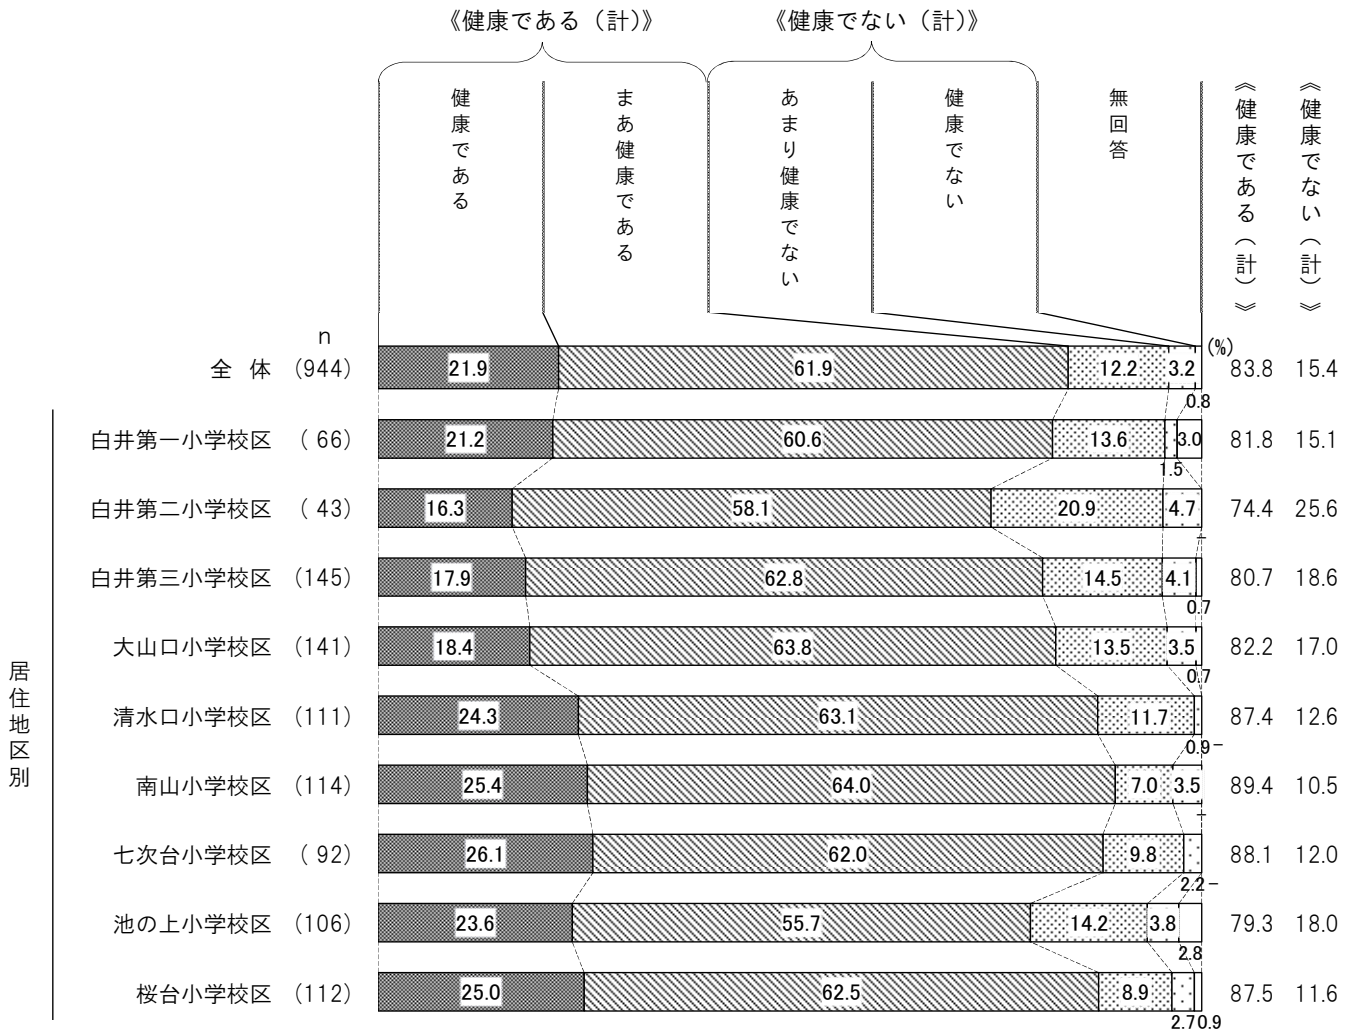 《健康である（計）》 《健康でない（計）》
健康である
まあ健康である
あまり健康でない
健康でない
無回答
《健康である（計）》
《健康でない（計）》
n
(%)
全 体 (944) 21.9 61.9 12.2 3.2 83.8 15.4
0.8
白井第一小学校区 ( 66) 21.2 60.6 13.6 3.0 81.8 15.1
1.5
白井第二小学校区 ( 43) 16.3 58.1 20.9 4.7 74.4 25.6
－
白井第三小学校区 (145) 17.9 62.8 14.5 4.1 80.7 18.6
0.7
大山口小学校区 (141) 18.4 63.8 13.5 3.5 82.2 17.0
0.7
清水口小学校区 (111) 24.3 63.1 11.7 87.4 12.6
0.9 －
南山小学校区 (114) 25.4 64.0 7.0 3.5 89.4 10.5
－
七次台小学校区 ( 92) 26.1 62.0 9.8 88.1 12.0
2.2 －
池の上小学校区 (106) 23.6 55.7 14.2 3.8 79.3 18.0
2.8
桜台小学校区 (112) 25.0 62.5 8.9 87.5 11.6
2.7 0.9
居住地区別